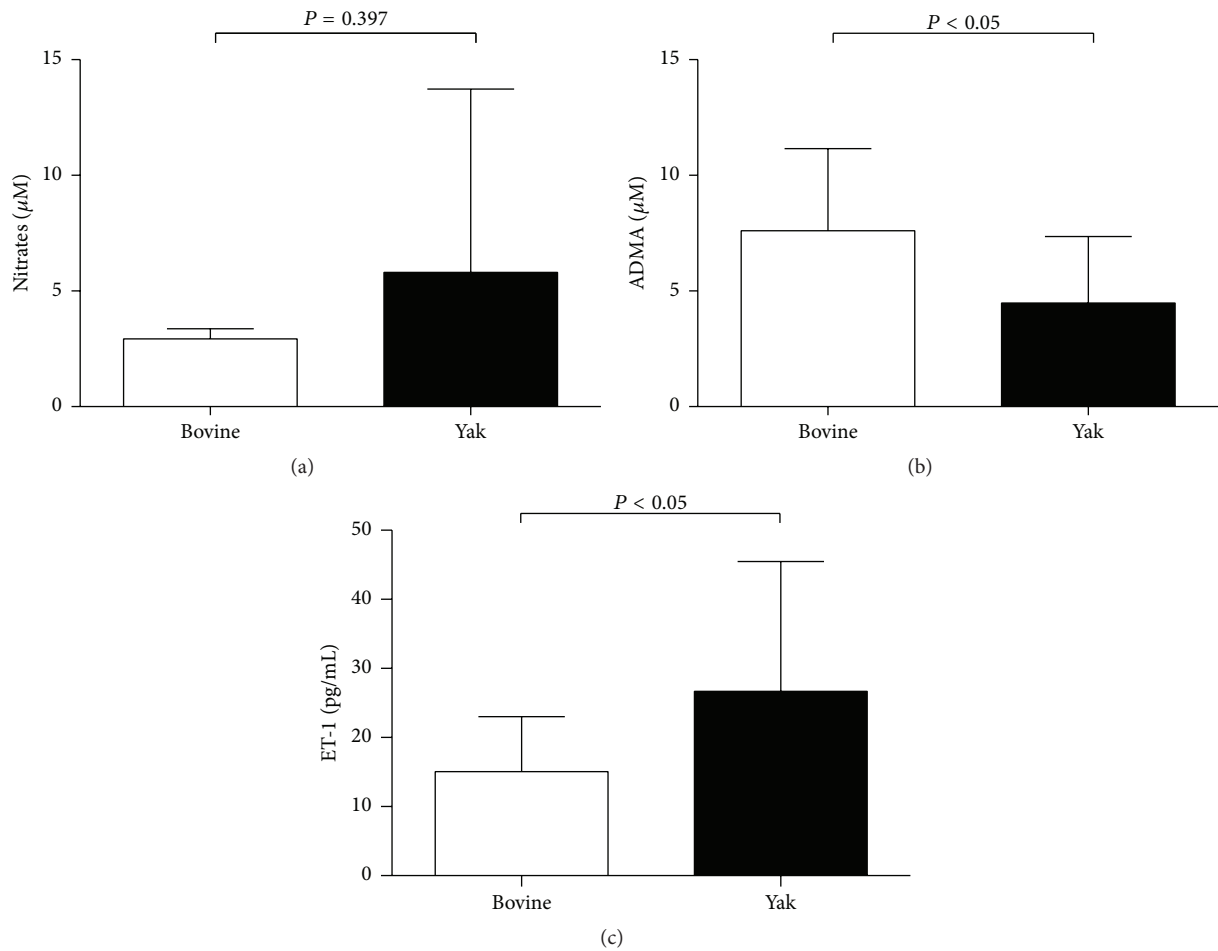 P = 0.397
15
10
5
0
Nitrates (μM)
Bovine
Yak
(a)
P < 0.05
15
10
5
0
ADMA (μM)
Bovine
Yak
(b)
P < 0.05
50
40
30
20
10
0
ET-1 (pg/mL)
Bovine
Yak
(c)